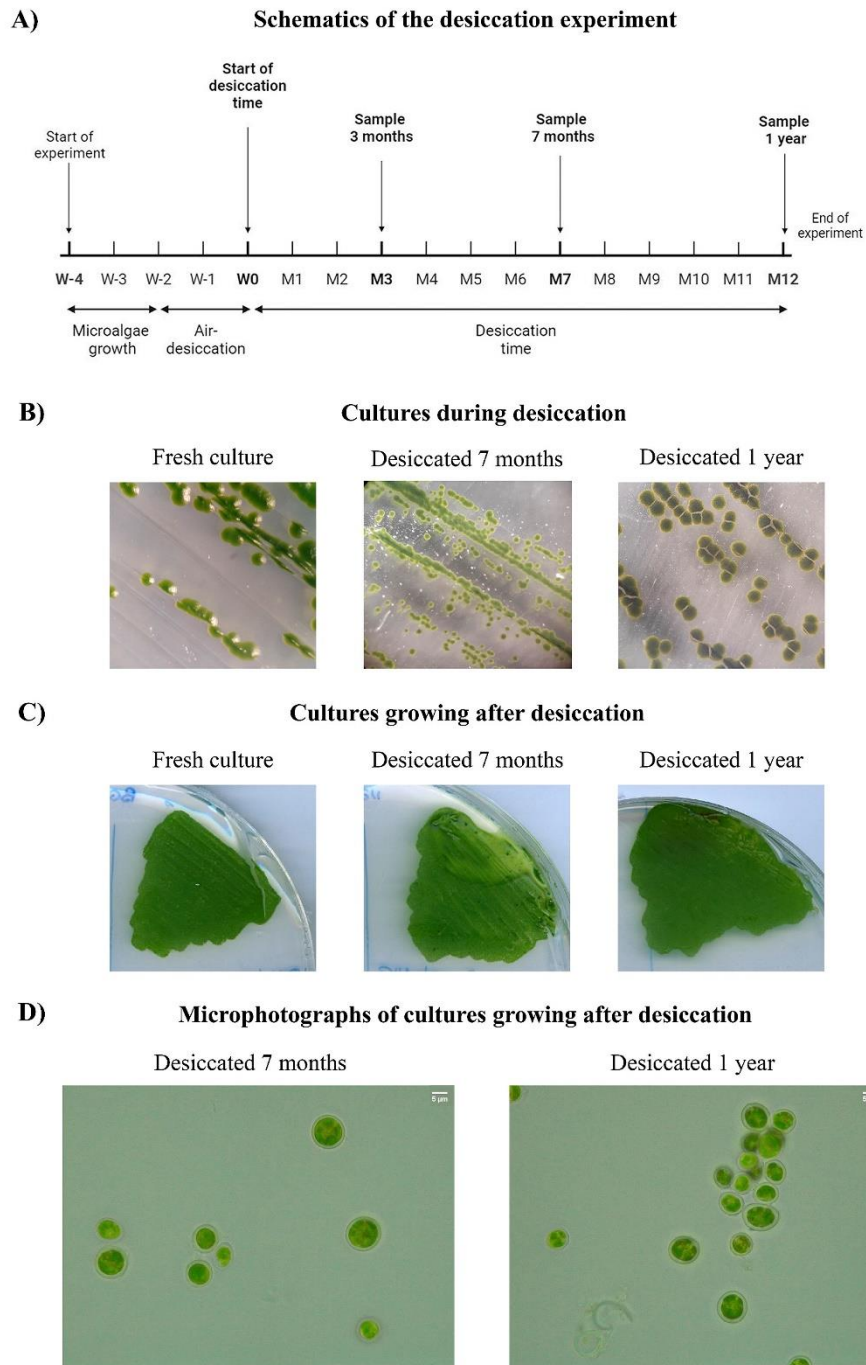 A) Schematics of the desiccation experiment
Start of
desiccation
time
Start of
experiment
Sample
3 months
Sample
7 months
Sample
1 year
End of
experiment
W-4 W-3 W-2 W-1 W0 M1 M2 M3 M4 M5 M6 M7 M8 M9 M10 M11 M12
Microalgae
growth
Air-
desiccation
Desiccation
time
B) Cultures during desiccation
Fresh culture Desiccated 7 months Desiccated 1 year
C) Cultures growing after desiccation
Fresh culture Desiccated 7 months Desiccated 1 year
D) Microphotographs of cultures growing after desiccation
Desiccated 7 months Desiccated 1 year
5 µm